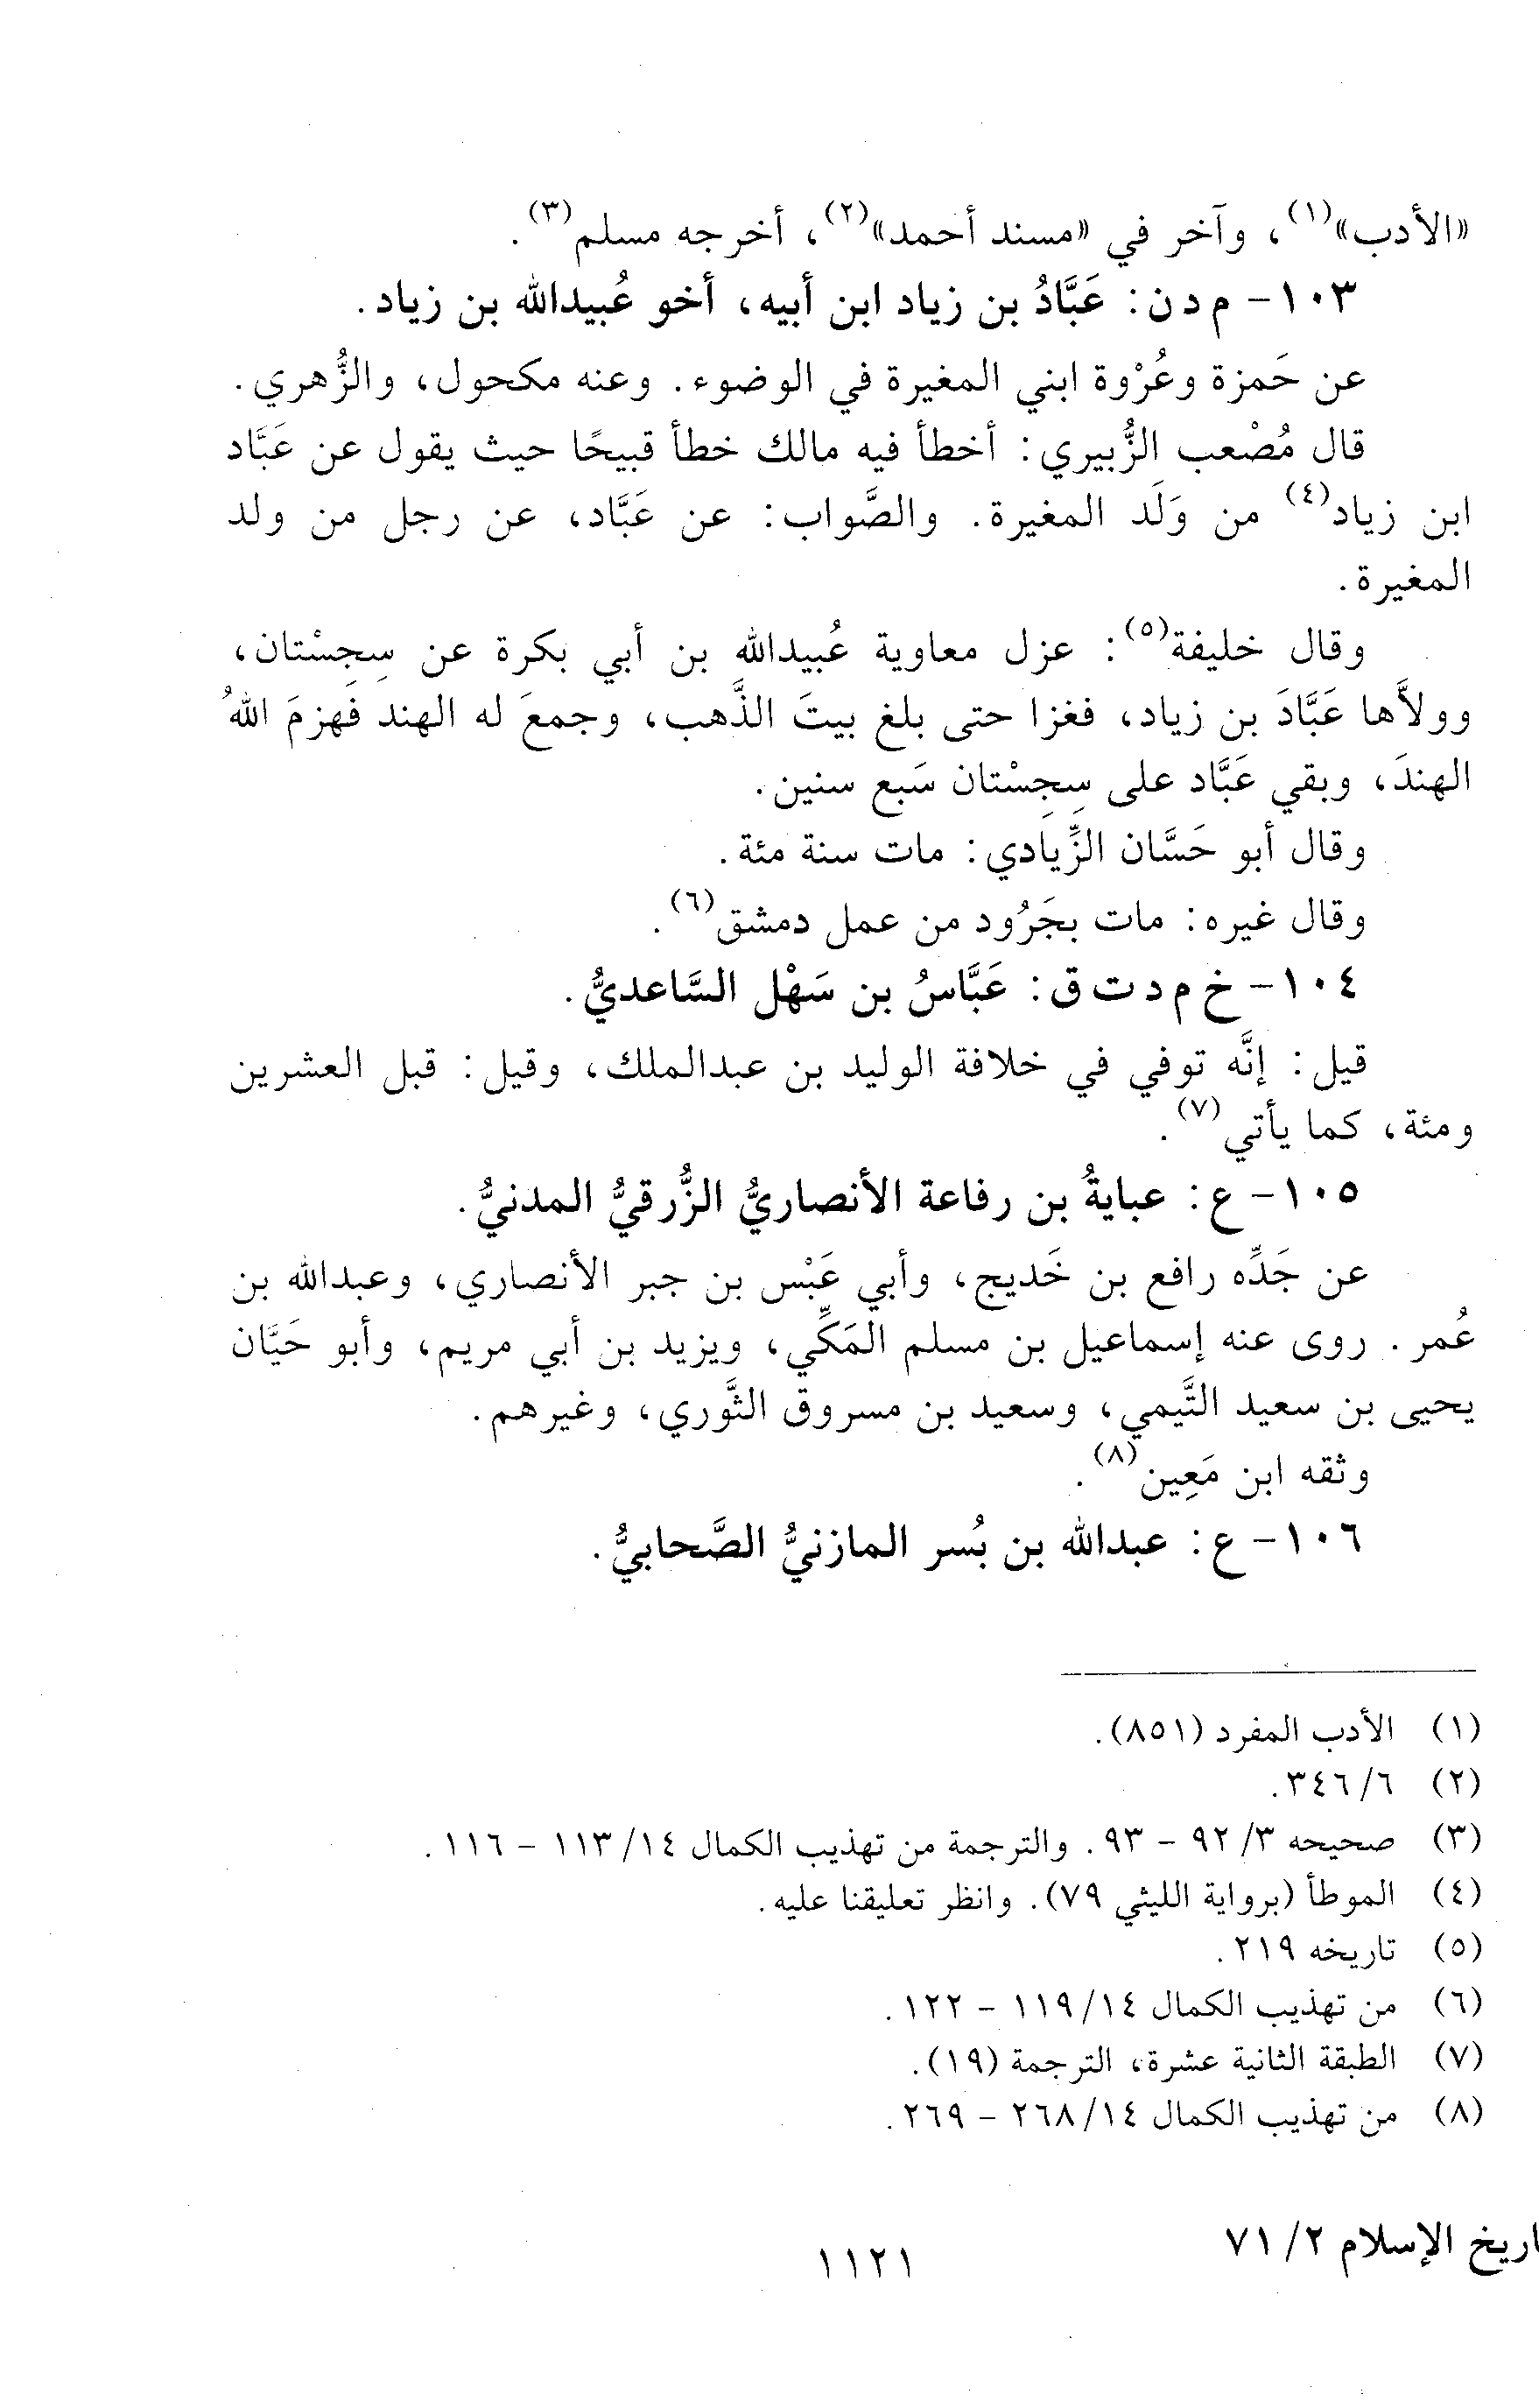 «الأدب»(١)، وآخر في «مسند أحمد»(٢)، أخرجه مسلم(٣).
١٠٣- م د ن: عَبَّادُ بن زياد ابن أبيه، أخو عُبيدالله بن زياد.
عن حَمزة وعُرْوة ابني المغيرة في الوضوء. وعنه مكحول، والزُّهري.
قال مُصْعب الزُّبيري: أخطأ فيه مالك خطأ قبيحًا حيث يقول عن عَبَّاد
ابن زياد(٤) من وَلَد المغيرة. والصَّواب: عن عَبَّاد، عن رجل من ولد
المغيرة.
وقال خليفة(٥): عزل معاوية عُبيدالله بن أبي بكرة عن سِجِسْتان،
وولاَّها عَبَّادَ بن زياد، فغزا حتى بلغ بيتَ الذَّهب، وجمعَ له الهند فَهزمَ اللهُ
الهندَ، وبقي عَبَّاد على سِجِسْتان سَبع سنين.
وقال أبو حَسَّان الزِّيادي: مات سنة مئة.
وقال غيره: مات بجَرُود من عمل دمشق(٦).
١٠٤- خ م د ت ق: عَبَّاسُ بن سَهْل السَّاعديُّ.
قيل: إنَّه توفي في خلافة الوليد بن عبدالملك، وقيل: قبل العشرين
ومئة، كما يأتي(٧).
١٠٥- ع: عبايةُ بن رفاعة الأنصاريُّ الزُّرقيُّ المدنيُّ.
عن جَدِّه رافع بن خَديج، وأبي عَبْس بن جبر الأنصاري، وعبدالله بن
عُمر. روى عنه إسماعيل بن مسلم المَكِّي، ويزيد بن أبي مريم، وأبو حَيَّان
يحيى بن سعيد التَّيمي، وسعيد بن مسروق الثَّوري، وغيرهم.
وثقه ابن مَعِين(٨).
١٠٦- ع: عبدالله بن بُسر المازنيُّ الصَّحابيُّ.
(١) الأدب المفرد (٨٥١).
(٢) ٦/ ٣٤٦.
(٣) صحيحه ٣/ ٩٢ - ٩٣. والترجمة من تهذيب الكمال ١٤/ ١١٣ - ١١٦.
(٤) الموطأ (برواية الليثي ٧٩). وانظر تعليقنا عليه.
(٥) تاريخه ٢١٩.
(٦) من تهذيب الكمال ١٤/ ١١٩ - ١٢٢.
(٧) الطبقة الثانية عشرة، الترجمة (١٩).
(٨) من تهذيب الكمال ١٤/ ٢٦٨ - ٢٦٩.
اريخ الإسلام ٢/ ٧١
١١٢١